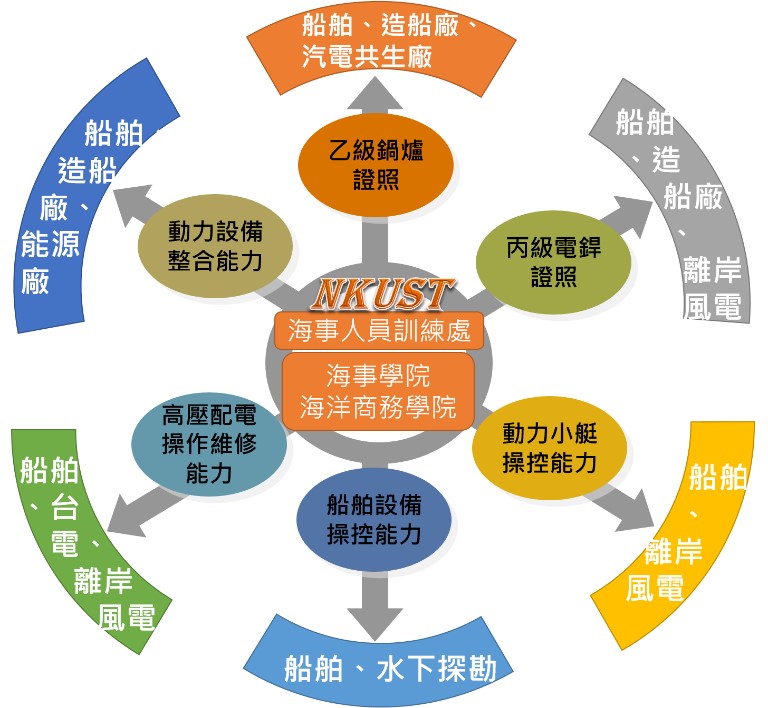 船舶、造船廠、
汽電共生廠
乙級鍋爐
證照
船舶
、造
船廠
、
離岸
風電
丙級電銲
證照
船舶、
造船
廠、
能源
廠
動力設備
整合能力
NKUST
海事人員訓練處
海事學院
海洋商務學院
高壓配電
操作維修
能力
船舶
、台
電、
離岸
風電
動力小艇
操控能力
船舶
、
離岸
風電
船舶設備
操控能力
船舶、水下探勘